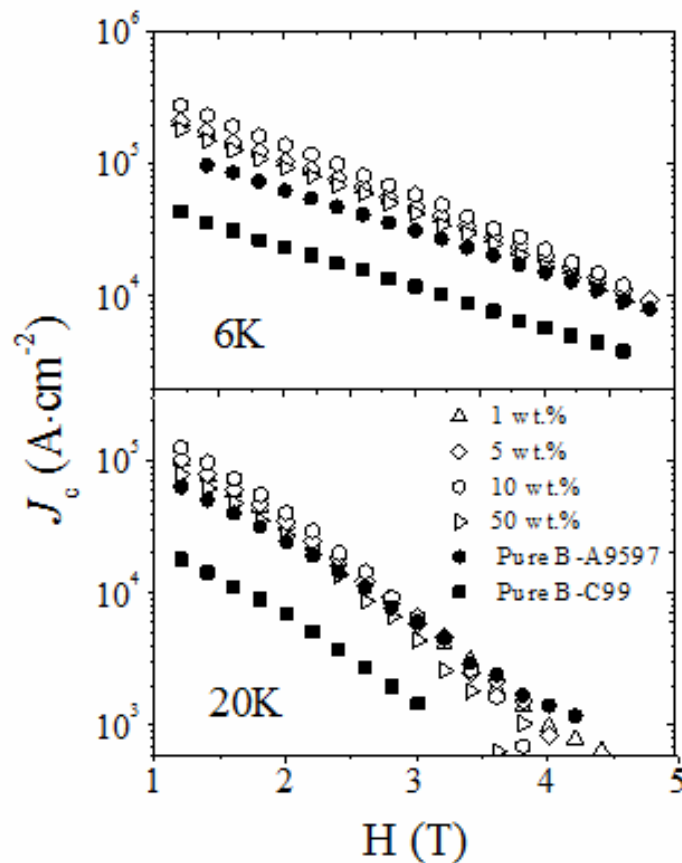 10^6
10^5
10^4
6K
J_c (A·cm^-2)
1 wt.%
5 wt.%
10 wt.%
50 wt.%
Pure B-A9597
Pure B-C99
10^5
10^4
10^3
20K
1 2 3 4 5
H (T)